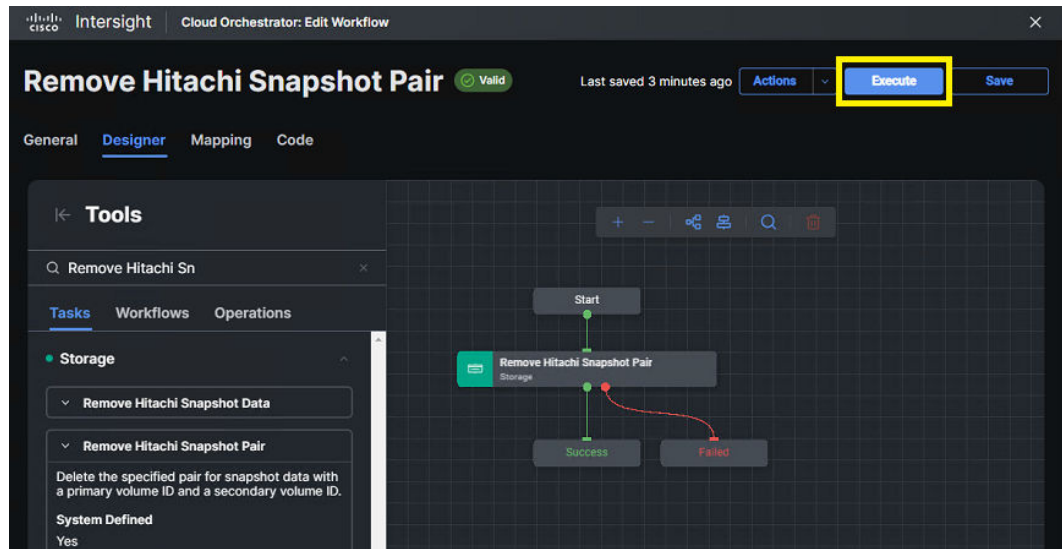 cisco Intersight Cloud Orchestrator: Edit Workflow
Remove Hitachi Snapshot Pair Valid Last saved 3 minutes ago Actions Execute Save
General Designer Mapping Code
Tools
Remove Hitachi Sn
Tasks Workflows Operations
Storage
Remove Hitachi Snapshot Data
Remove Hitachi Snapshot Pair
Delete the specified pair for snapshot data with
a primary volume ID and a secondary volume ID.
System Defined
Yes
Start
Remove Hitachi Snapshot Pair
Storage
Success Failed